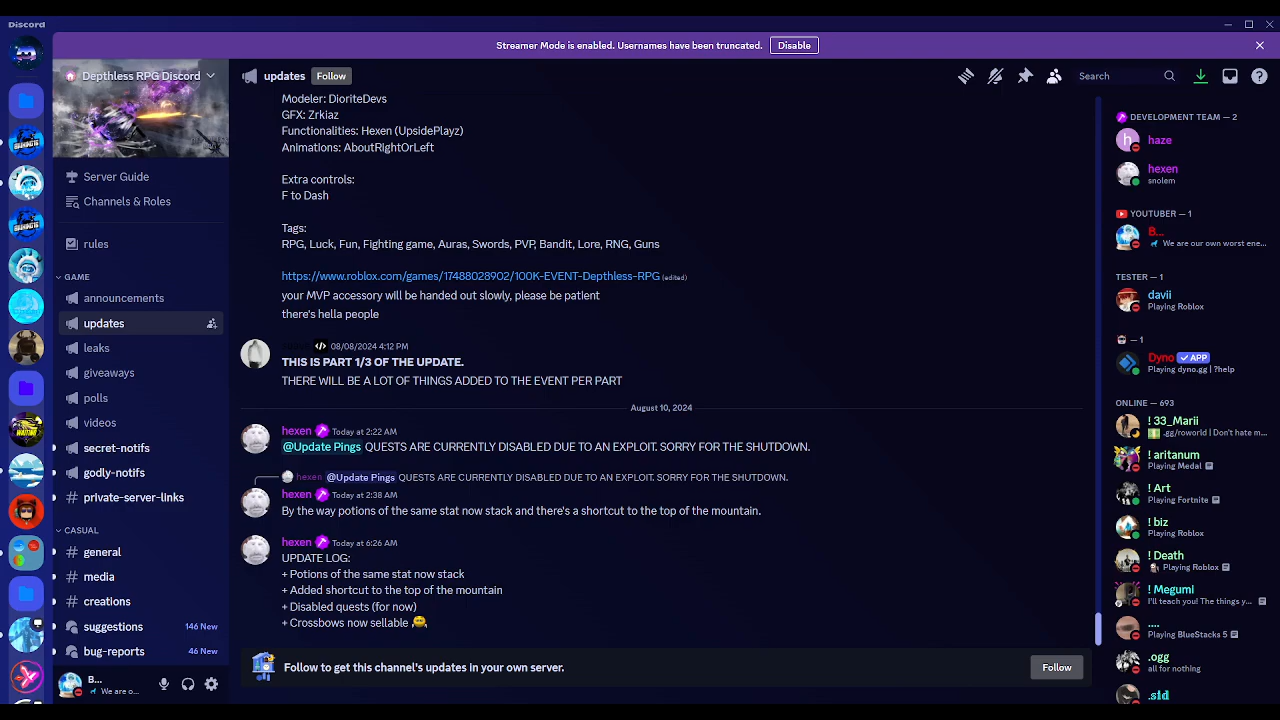 Discord
Streamer Mode is enabled. Usernames have been truncated.
Disable
Depthless RPG Discord
updates
Follow
Search
Server Guide
Channels & Roles
rules
GAME
announcements
updates
leaks
giveaways
polls
videos
secret-notifs
godly-notifs
private-server-links
CASUAL
general
media
creations
suggestions
146 New
bug-reports
46 New
B...
We are o...
Modeler: DioriteDevs
GFX: Zrkiaz
Functionalities: Hexen (UpsidePlayz)
Animations: AboutRightOrLeft
Extra controls:
F to Dash
Tags:
RPG, Luck, Fun, Fighting game, Auras, Swords, PVP, Bandit, Lore, RNG, Guns
https://www.roblox.com/games/17488028902/100K-EVENT-Depthless-RPG (edited)
your MVP accessory will be handed out slowly, please be patient
there's hella people
08/08/2024 4:12 PM
THIS IS PART 1/3 OF THE UPDATE.
THERE WILL BE A LOT OF THINGS ADDED TO THE EVENT PER PART
August 10, 2024
hexen Today at 2:22 AM
@Update Pings QUESTS ARE CURRENTLY DISABLED DUE TO AN EXPLOIT. SORRY FOR THE SHUTDOWN.
hexen @Update Pings QUESTS ARE CURRENTLY DISABLED DUE TO AN EXPLOIT. SORRY FOR THE SHUTDOWN.
hexen Today at 2:38 AM
By the way potions of the same stat now stack and there's a shortcut to the top of the mountain.
hexen Today at 6:26 AM
UPDATE LOG:
+ Potions of the same stat now stack
+ Added shortcut to the top of the mountain
+ Disabled quests (for now)
+ Crossbows now sellable
Follow to get this channel's updates in your own server.
Follow
DEVELOPMENT TEAM — 2
h
haze
hexen
snolem
YOUTUBER — 1
B...
We are our own worst ene...
TESTER — 1
davii
Playing Roblox
— 1
Dyno ✓ APP
Playing dyno.gg | ?help
ONLINE — 693
! 33_Marii
.gg/roworld | Don't hate m...
! aritanum
Playing Medal
! Art
Playing Fortnite
! biz
Playing Roblox
! Death
Playing Roblox
! Megumi
I'll teach you! The things y...
....
Playing BlueStacks 5
.ogg
all for nothing
.s1d